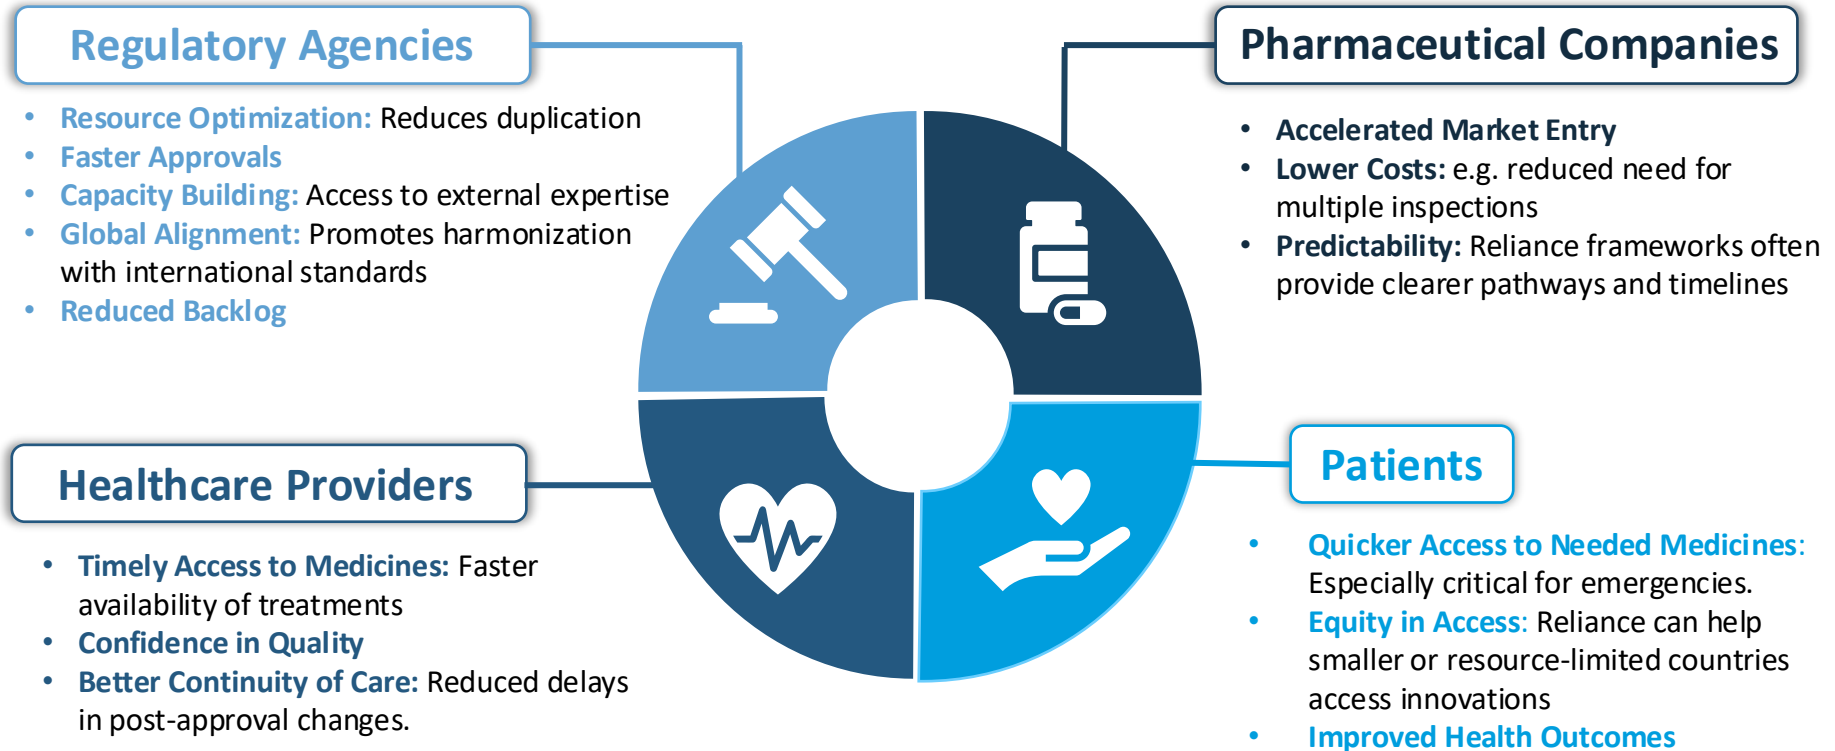 Regulatory Agencies
• Resource Optimization: Reduces duplication
• Faster Approvals
• Capacity Building: Access to external expertise
• Global Alignment: Promotes harmonization
with international standards
• Reduced Backlog
Pharmaceutical Companies
• Accelerated Market Entry
• Lower Costs: e.g. reduced need for
multiple inspections
• Predictability: Reliance frameworks often
provide clearer pathways and timelines
Healthcare Providers
• Timely Access to Medicines: Faster
availability of treatments
• Confidence in Quality
• Better Continuity of Care: Reduced delays
in post-approval changes.
Patients
• Quicker Access to Needed Medicines:
Especially critical for emergencies.
• Equity in Access: Reliance can help
smaller or resource-limited countries
access innovations
• Improved Health Outcomes